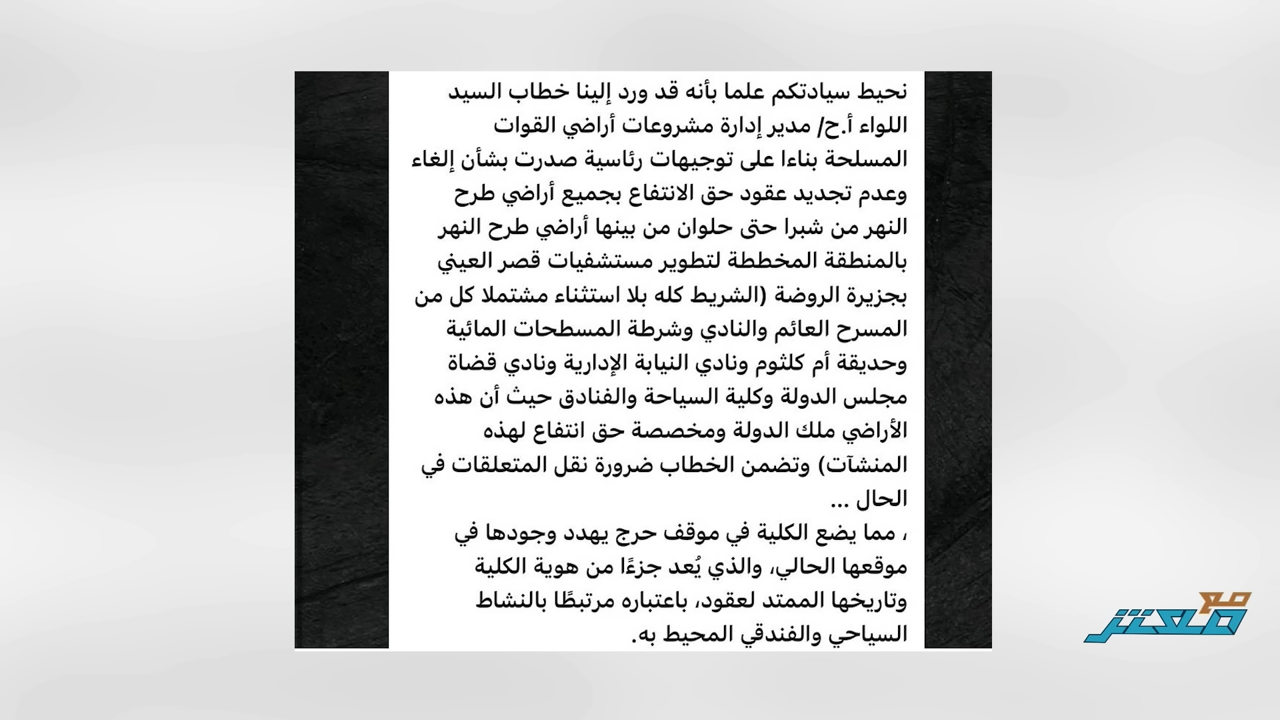 نحيط سيادتكم علما بأنه قد ورد إلينا خطاب السيد
اللواء أ.ح/ مدير إدارة مشروعات أراضي القوات
المسلحة بناءا على توجيهات رئاسية صدرت بشأن إلغاء
وعدم تجديد عقود حق الانتفاع بجميع أراضي طرح
النهر من شبرا حتى حلوان من بينها أراضي طرح النهر
بالمنطقة المخططة لتطوير مستشفيات قصر العيني
بجزيرة الروضة (الشريط كله بلا استثناء مشتملا كل من
المسرح العائم والنادي وشرطة المسطحات المائية
وحديقة أم كلثوم ونادي النيابة الإدارية ونادي قضاة
مجلس الدولة وكلية السياحة والفنادق حيث أن هذه
الأراضي ملك الدولة ومخصصة حق انتفاع لهذه
المنشآت) وتضمن الخطاب ضرورة نقل المتعلقات في
الحال ...
، مما يضع الكلية في موقف حرج يهدد وجودها في
موقعها الحالي، والذي يُعد جزءًا من هوية الكلية
وتاريخها الممتد لعقود، باعتباره مرتبطًا بالنشاط
السياحي والفندقي المحيط به.
مع
معتز